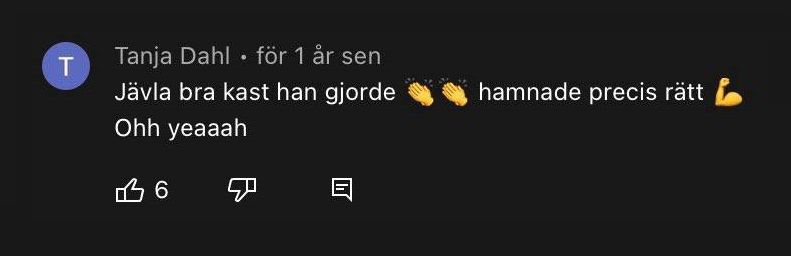 T
Tanja Dahl • för 1 år sen
Jävla bra kast han gjorde 👏👏 hamnade precis rätt 💪
Ohh yeaaah
6